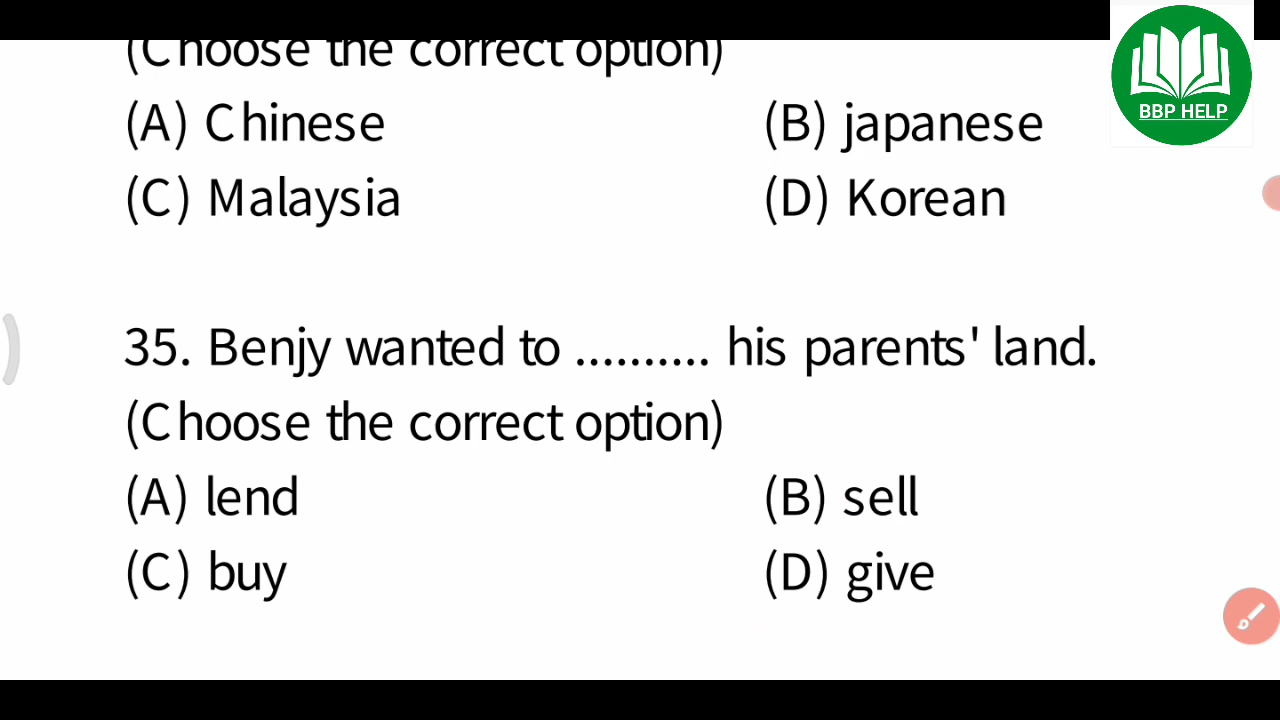 (Choose the correct option)
(A) Chinese (B) japanese
(C) Malaysia (D) Korean
BBP HELP
35. Benjy wanted to .......... his parents' land.
(Choose the correct option)
(A) lend (B) sell
(C) buy (D) give